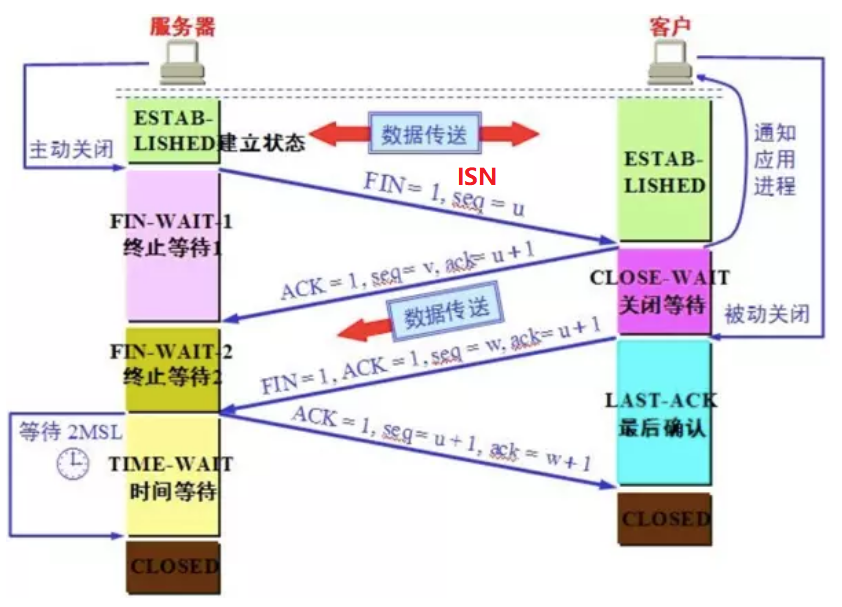 服务器
客户
ESTAB-
LISHED建立状态
数据传送
主动关闭
通知
应用
进程
ESTAB-
LISHED
ISN
FIN= 1, seq = u
FIN-WAIT-1
终止等待1
ACK = 1, seq= v, ack= u + 1
CLOSE-WAIT
关闭等待
数据传送
被动关闭
FIN-WAIT-2
终止等待2
FIN=1, ACK = 1, seq = w, ack= u + 1
LAST-ACK
最后确认
ACK = 1, seq= u + 1, ack = w + 1
等待 2MSL
TIME-WAIT
时间等待
CLOSED
CLOSED